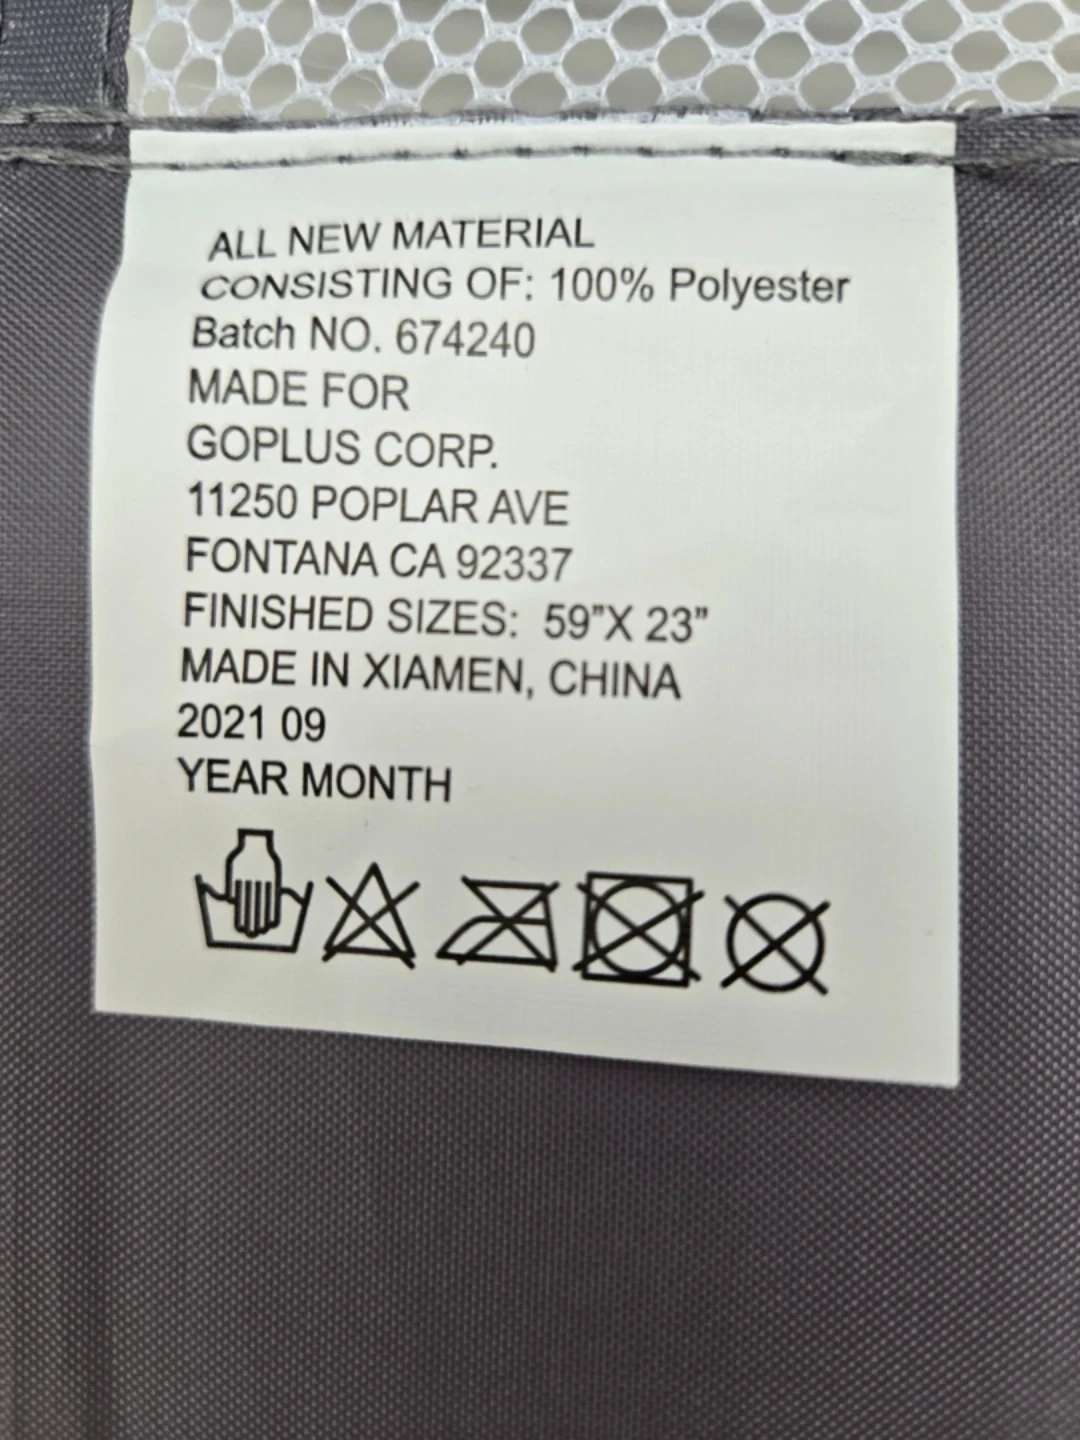 ALL NEW MATERIAL
CONSISTING OF: 100% Polyester
Batch NO. 674240
MADE FOR
GOPLUS CORP.
11250 POPLAR AVE
FONTANA CA 92337
FINISHED SIZES: 59”X 23”
MADE IN XIAMEN, CHINA
2021 09
YEAR MONTH